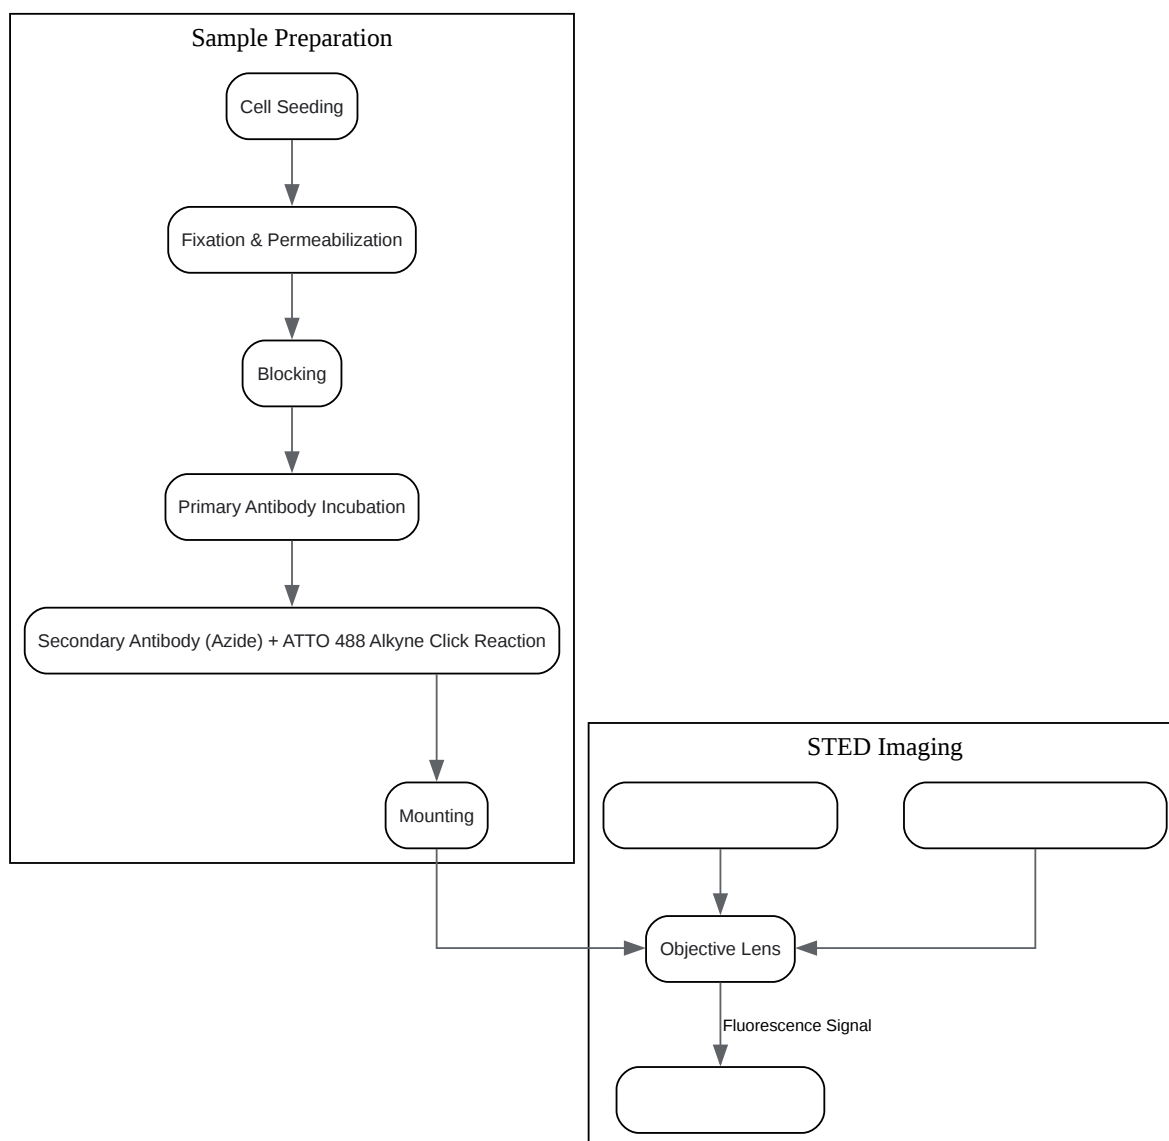 Sample Preparation
Cell Seeding
Fixation & Permeabilization
Blocking
Primary Antibody Incubation
Secondary Antibody (Azide) + ATTO 488 Alkyne Click Reaction
Mounting
STED Imaging
Objective Lens
Fluorescence Signal